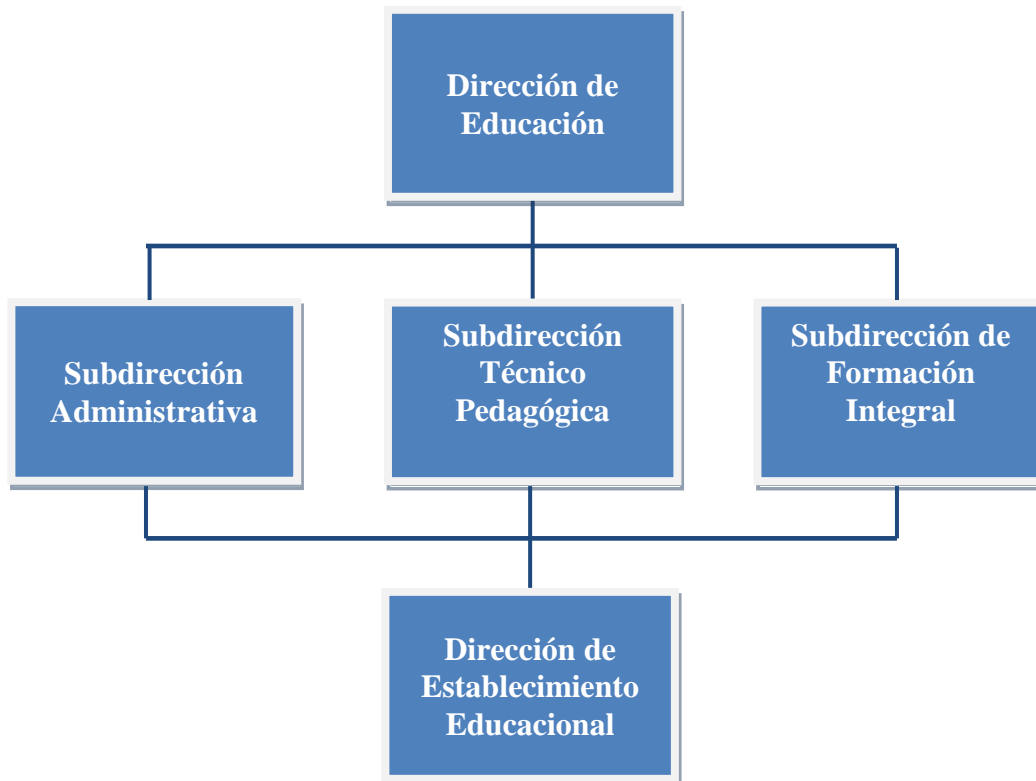 Dirección de
Educación
Subdirección
Administrativa
Subdirección
Técnico
Pedagógica
Subdirección de
Formación
Integral
Dirección de
Establecimiento
Educacional